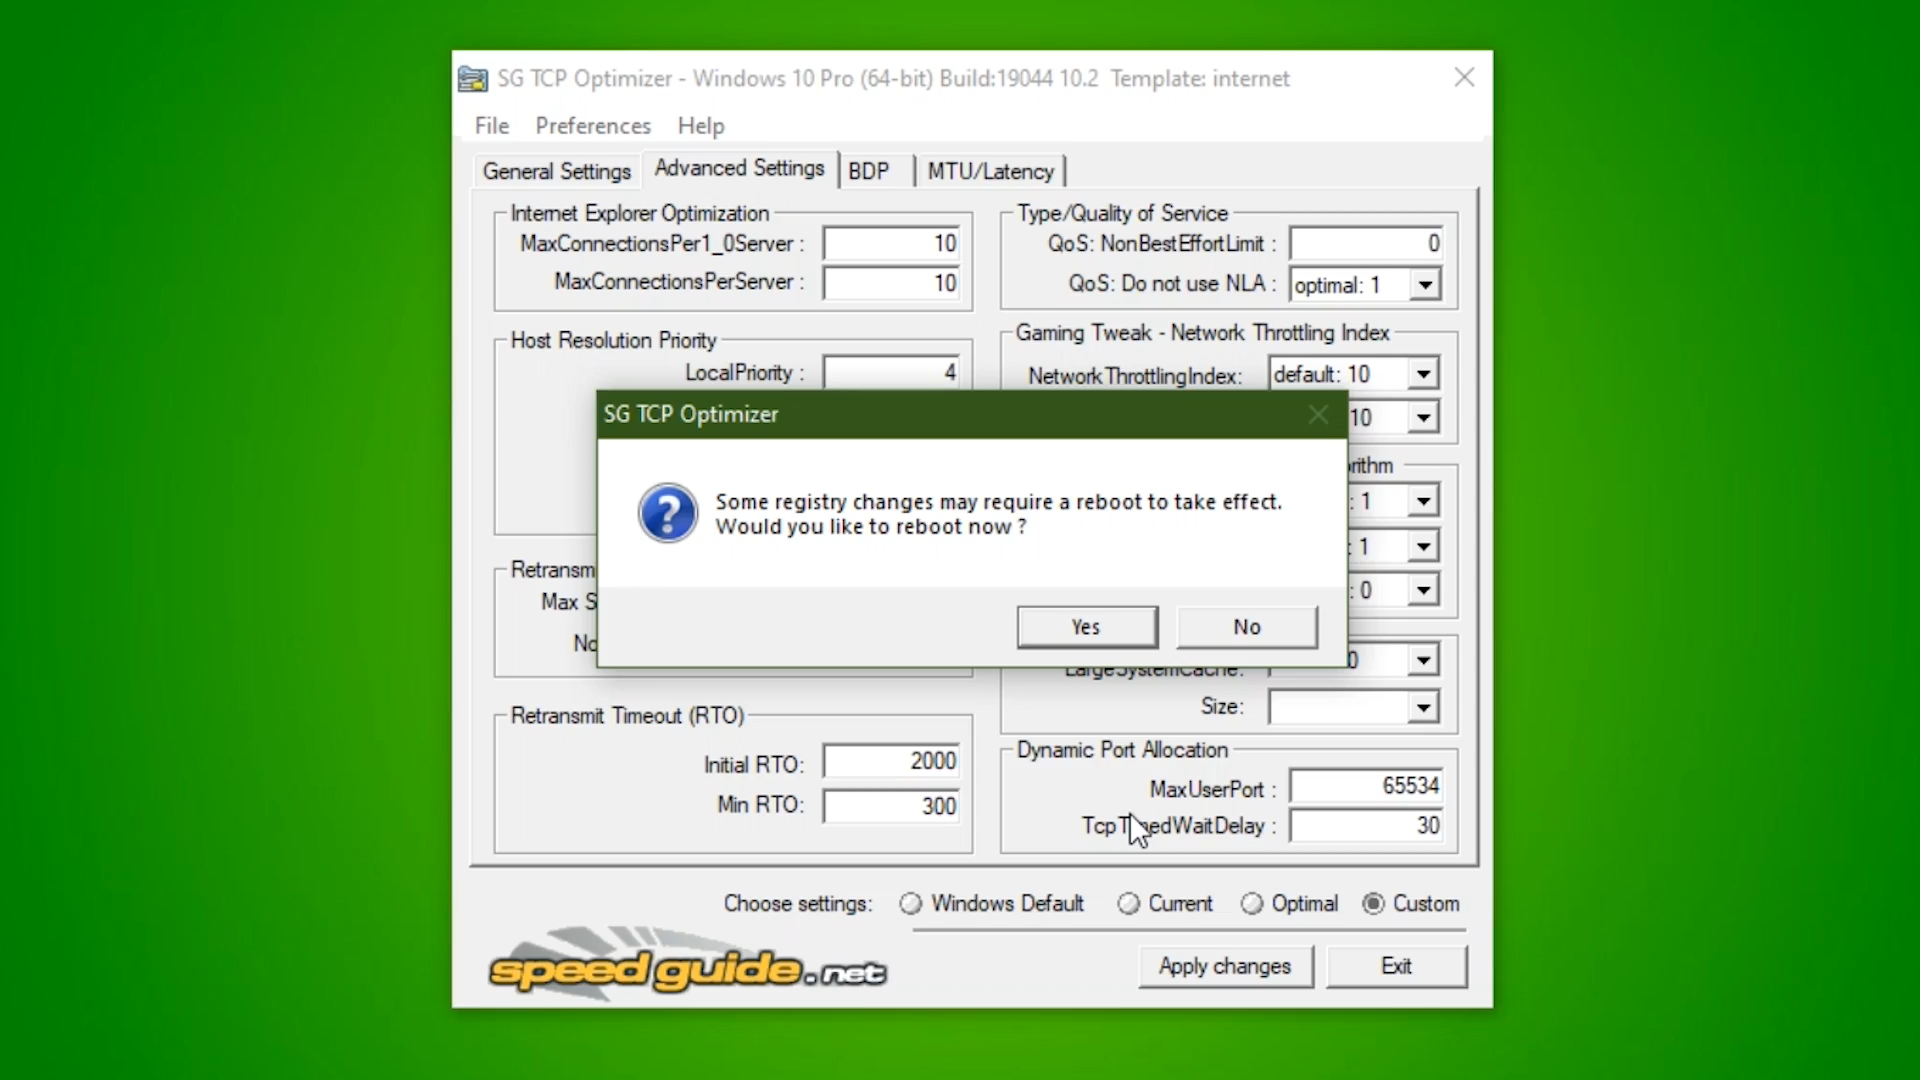 SG TCP Optimizer - Windows 10 Pro (64-bit) Build:19044 10.2  Template: internet
File Preferences Help
General Settings Advanced Settings BDP MTU/Latency
Internet Explorer Optimization
MaxConnectionsPer1_0Server : 10
MaxConnectionsPerServer : 10
Type/Quality of Service
QoS: NonBestEffortLimit : 0
QoS: Do not use NLA : optimal: 1
Host Resolution Priority
LocalPriority : 4
Gaming Tweak - Network Throttling Index
NetworkThrottlingIndex: default: 10
10
SG TCP Optimizer
Some registry changes may require a reboot to take effect.
Would you like to reboot now ?
Yes No
: 1
: 1
: 0
Retransm
Max S
LargeSystemCache: 0
Size:
Retransmit Timeout (RTO)
Initial RTO: 2000
Min RTO: 300
Dynamic Port Allocation
MaxUserPort : 65534
30
Choose settings: Windows Default Current Optimal Custom
speedguide.net
Apply changes Exit